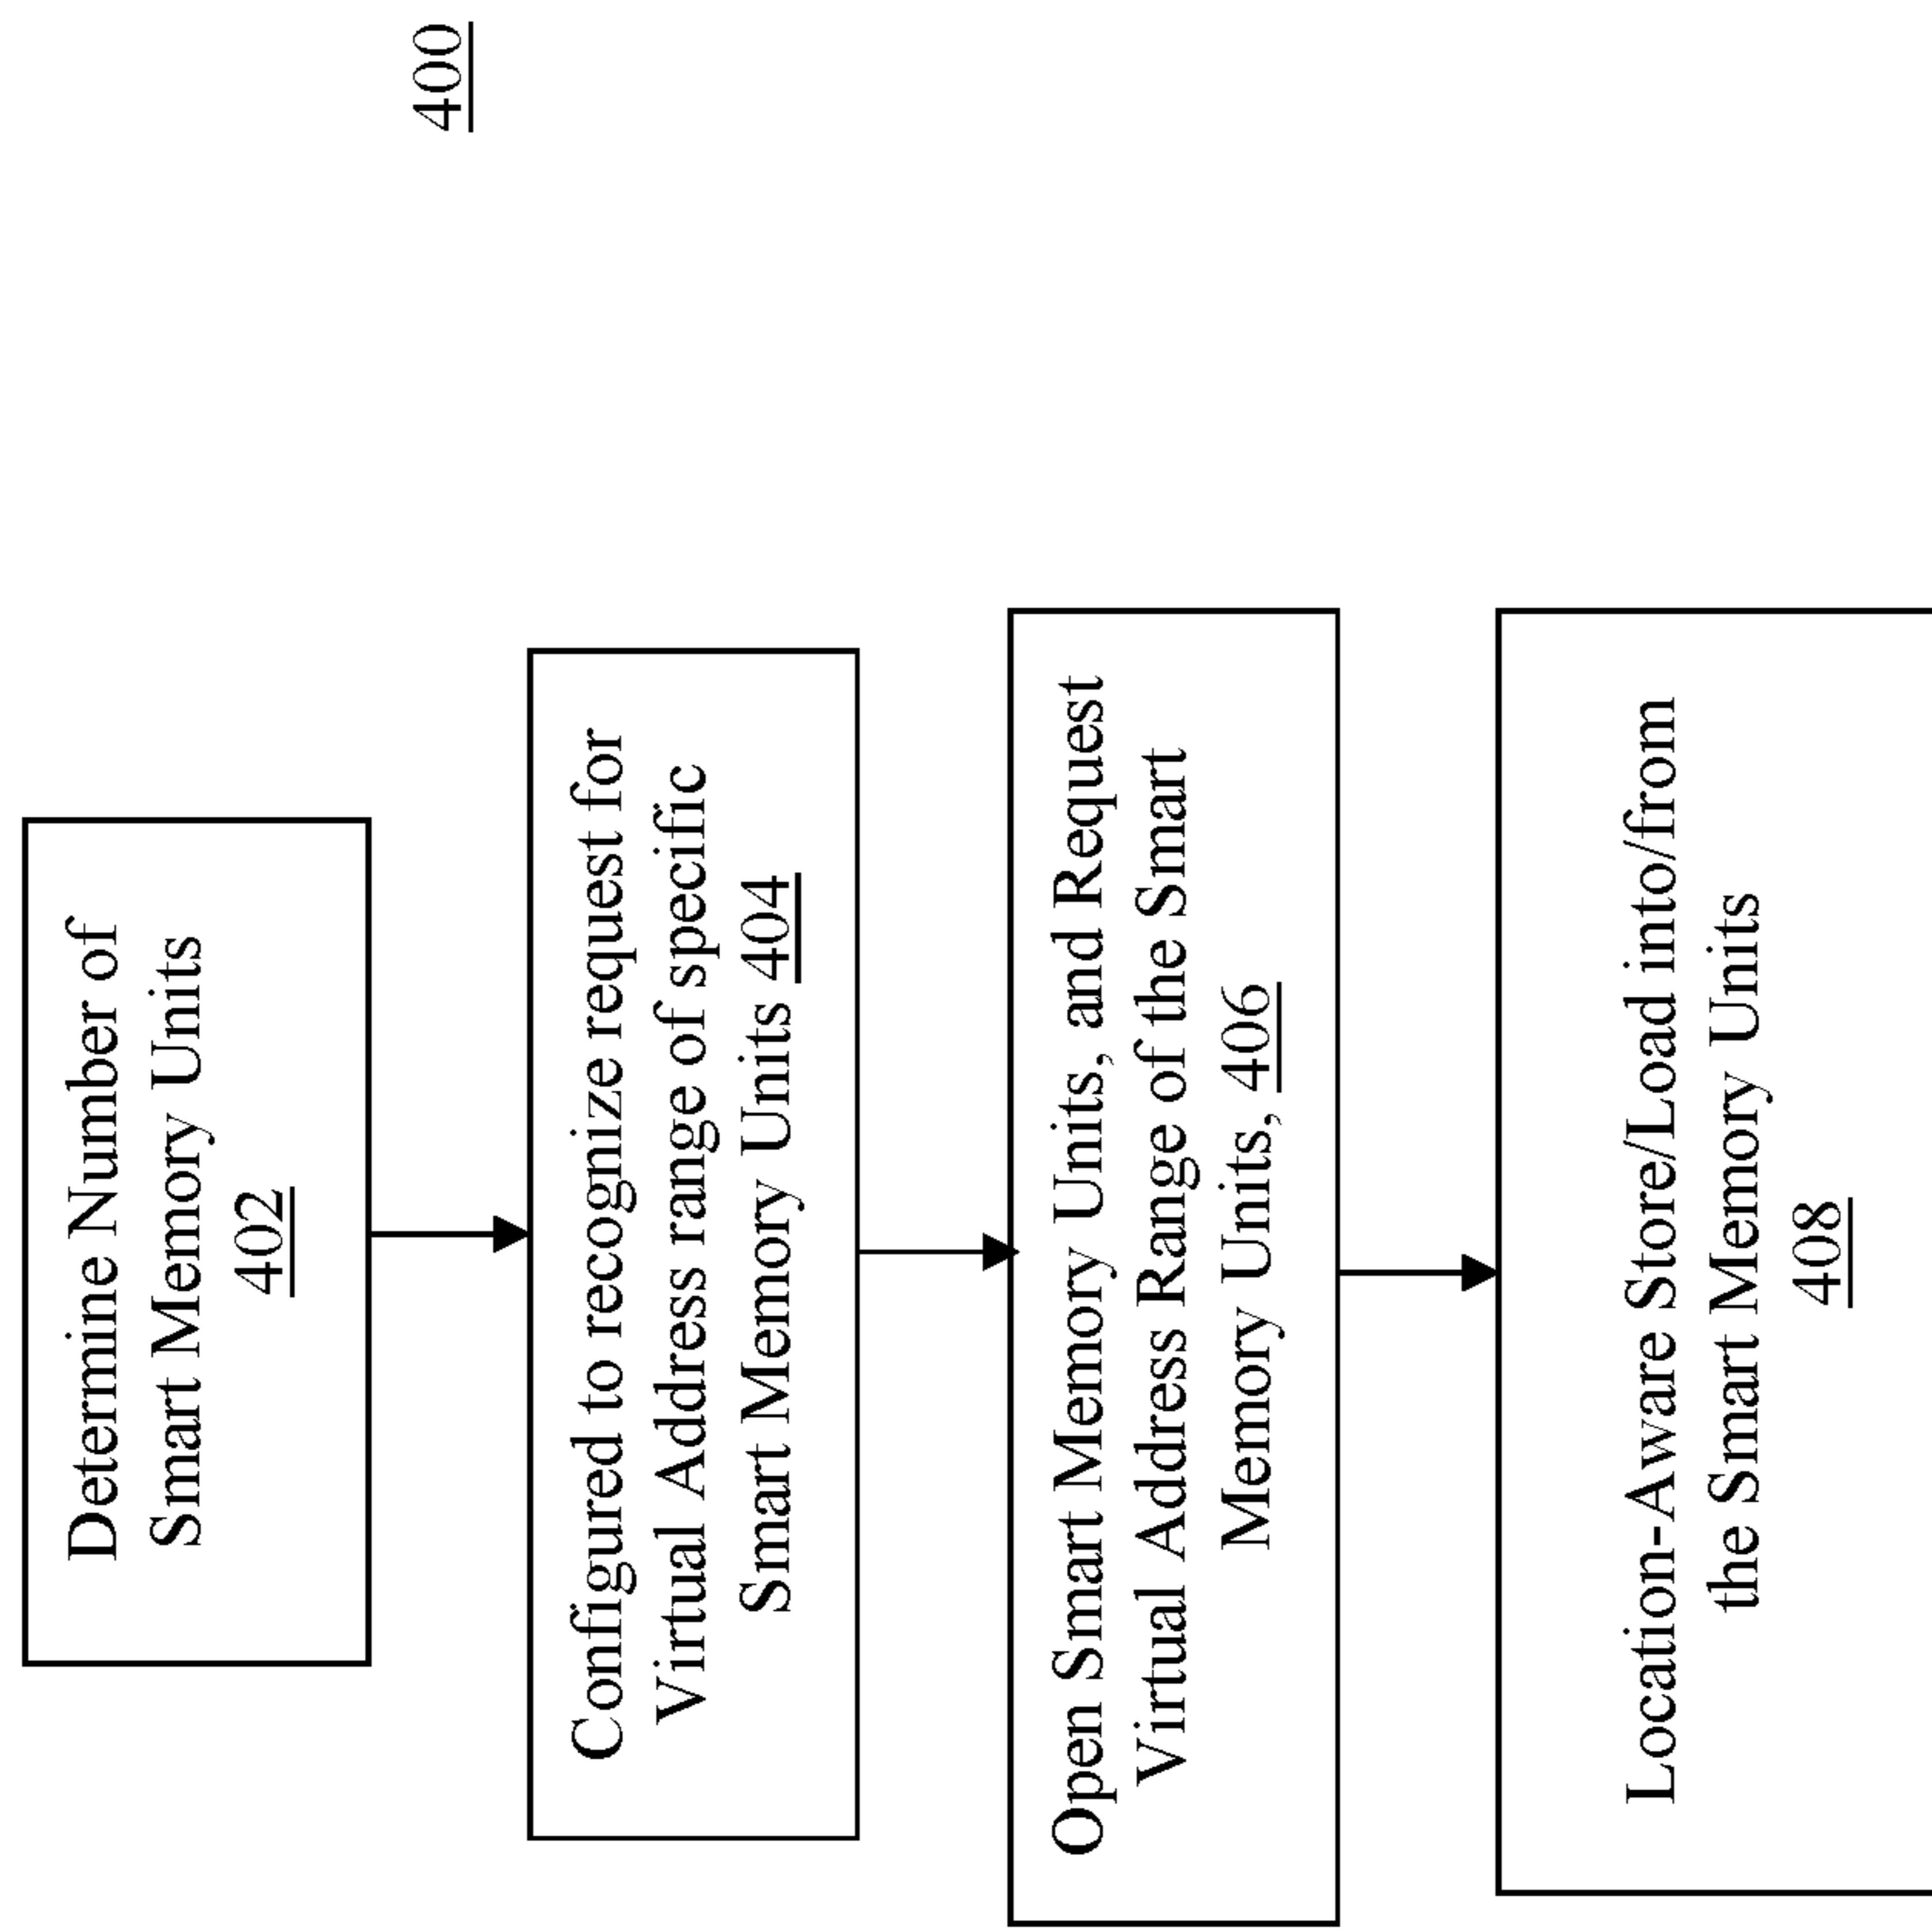 400
Determine Number of
Smart Memory Units
402
Configured to recognize request for
Virtual Address range of specific
Smart Memory Units 404
Open Smart Memory Units, and Request
Virtual Address Range of the Smart
Memory Units, 406
Location-Aware Store/Load into/from
the Smart Memory Units
408